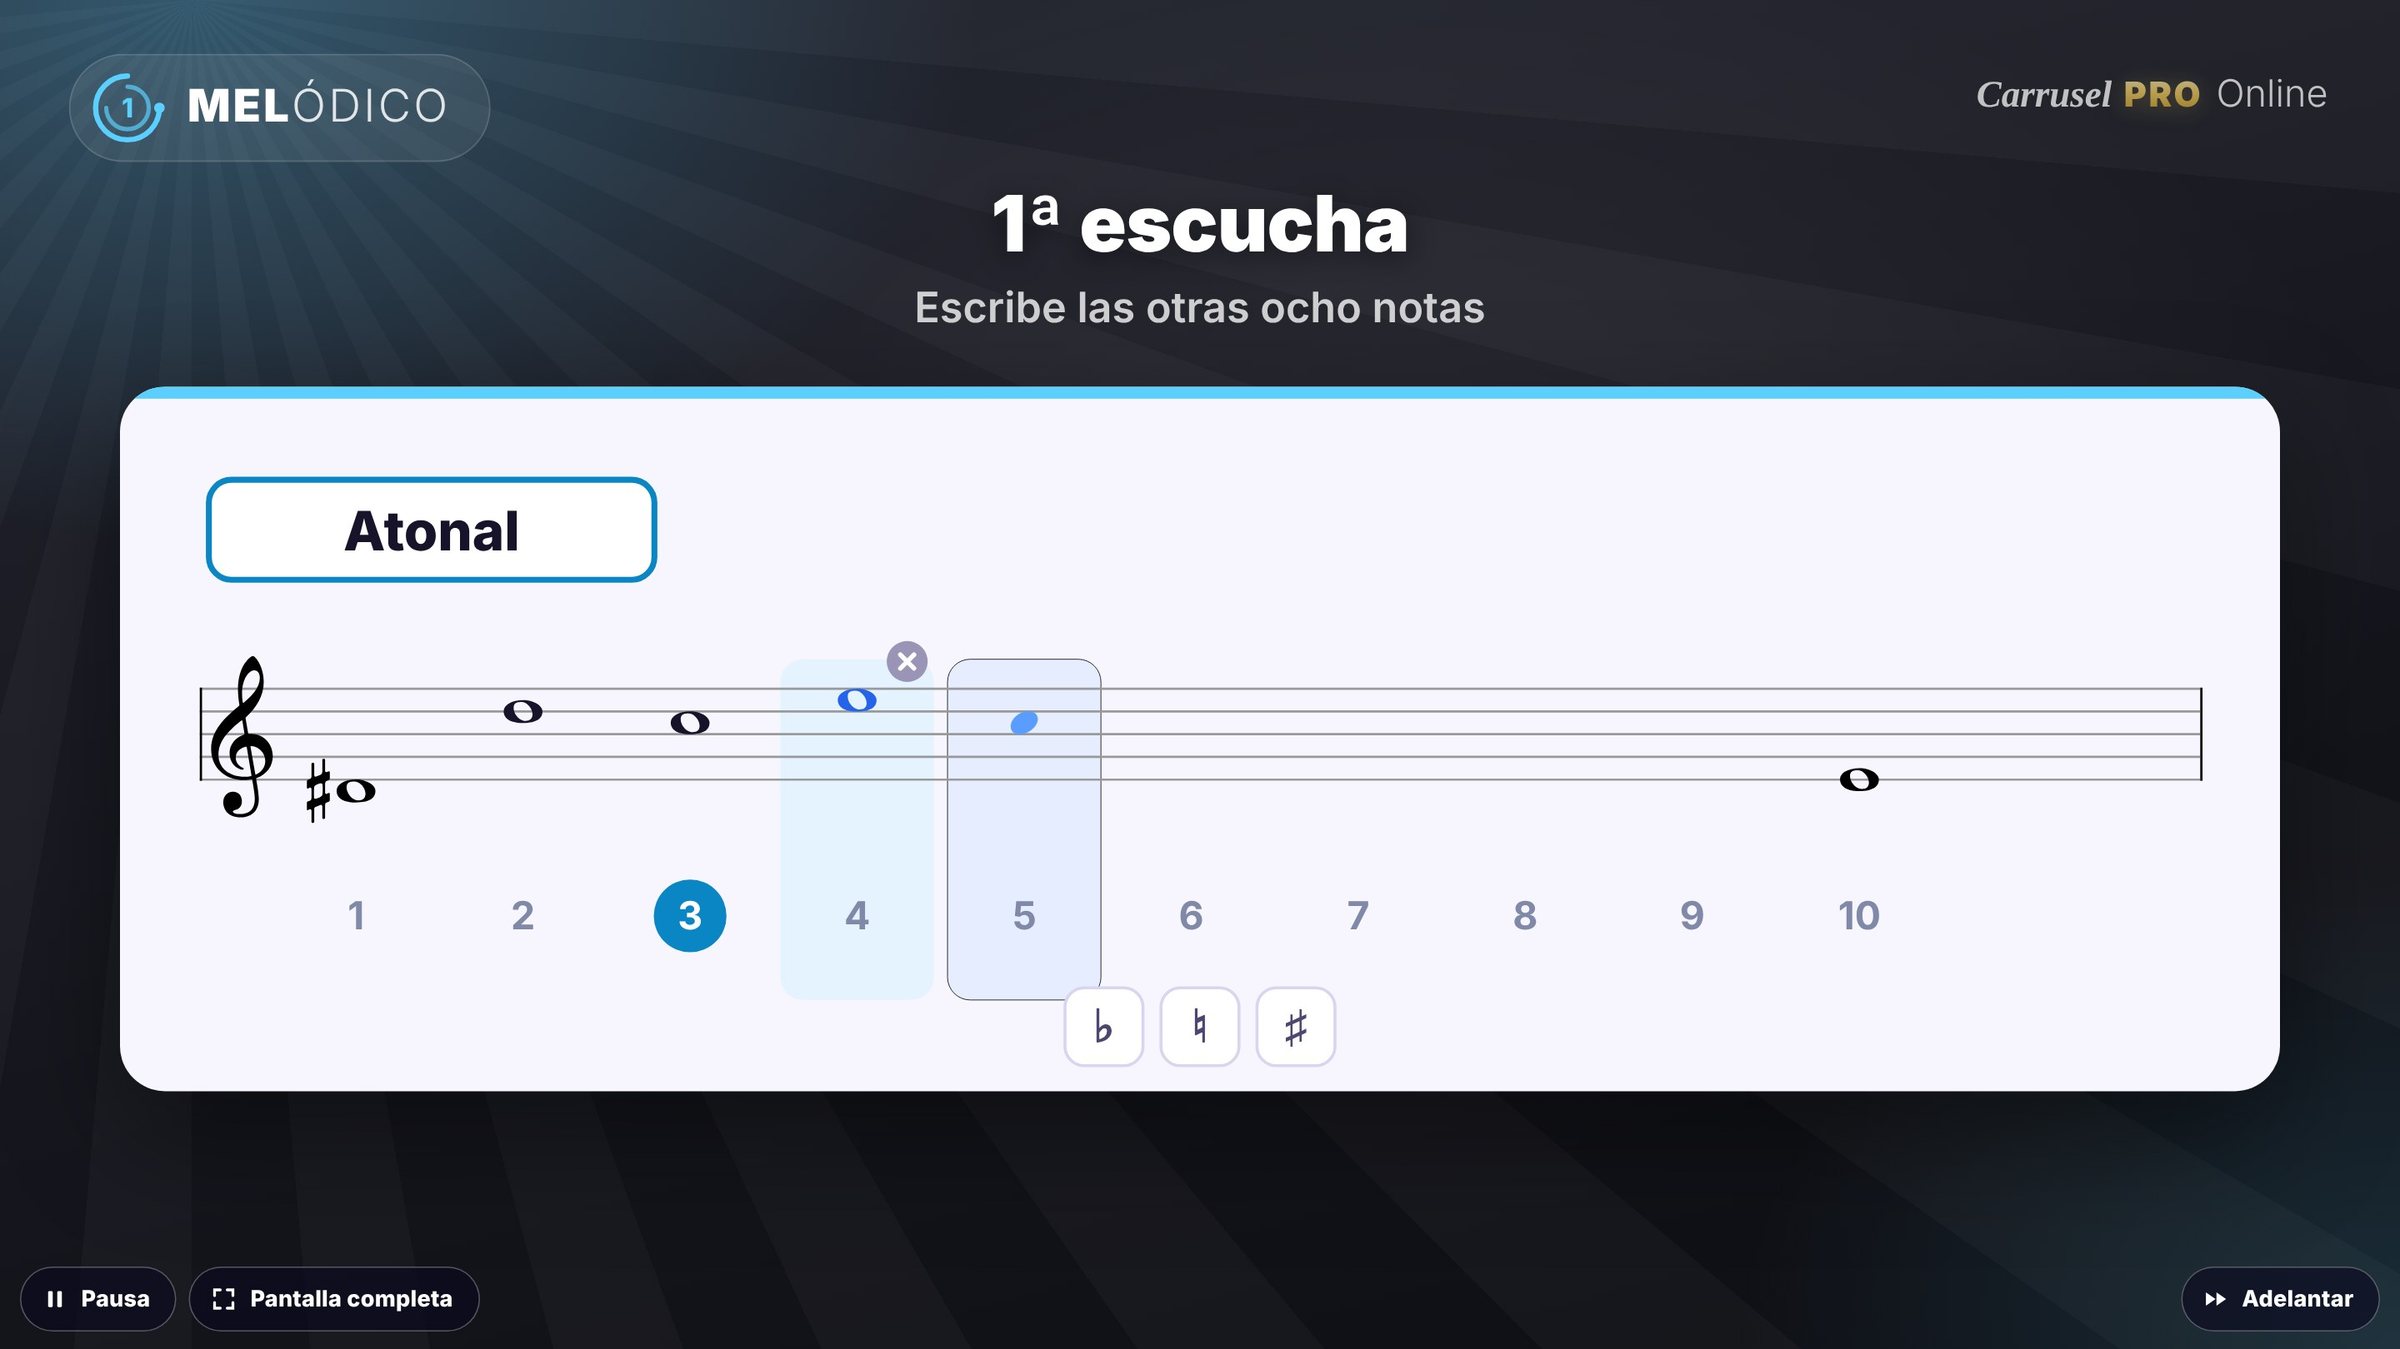 1 MELÓDICO
Carrusel PRO Online
1ª escucha
Escribe las otras ocho notas
Atonal
1 2 3 4 5 6 7 8 9 10
♭ ♮ ♯
Pausa
Pantalla completa
Adelantar